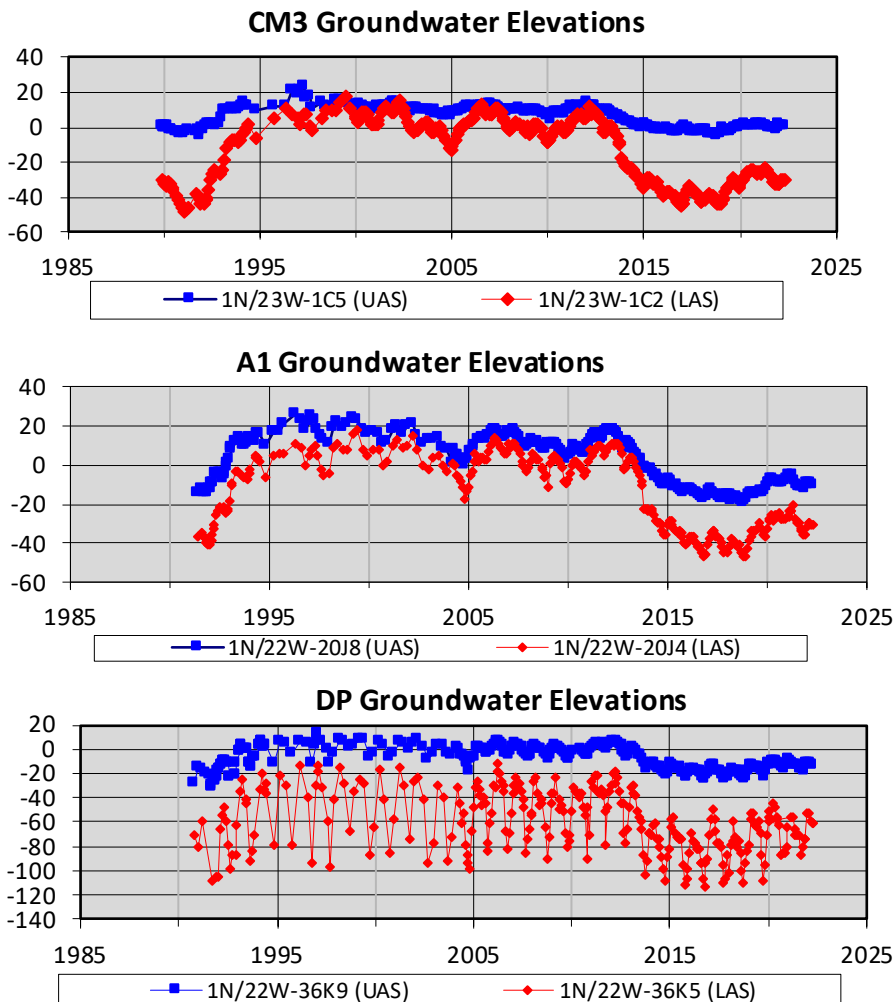 CM3 Groundwater Elevations
40
20
0
-20
-40
-60
1985 1995 2005 2015 2025
1N/23W-1C5 (UAS) 1N/23W-1C2 (LAS)
A1 Groundwater Elevations
40
20
0
-20
-40
-60
1985 1995 2005 2015 2025
1N/22W-20J8 (UAS) 1N/22W-20J4 (LAS)
DP Groundwater Elevations
20
0
-20
-40
-60
-80
-100
-120
-140
1985 1995 2005 2015 2025
1N/22W-36K9 (UAS) 1N/22W-36K5 (LAS)